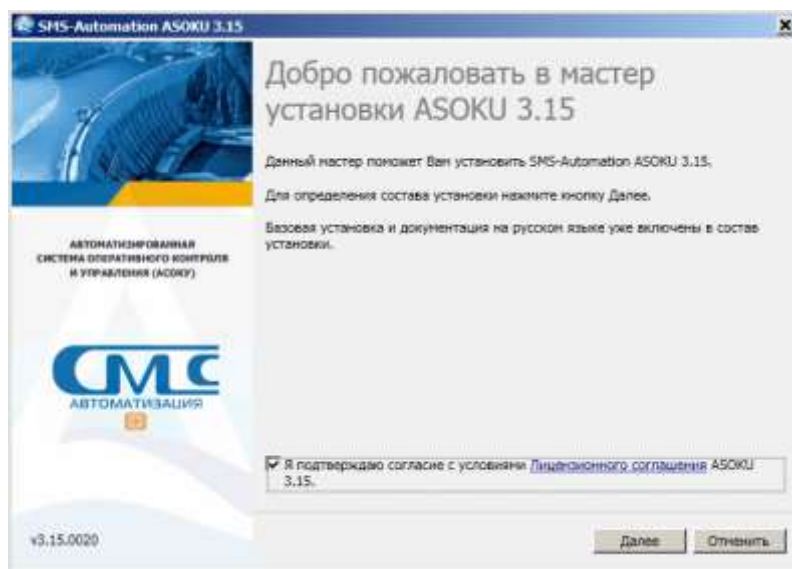 SMS-Automation ASOKU 3.15
Добро пожаловать в мастер
установки ASOKU 3.15
Данный мастер поможет Вам установить SMS-Automation ASOKU 3.15.
Для определения состава установки нажмите кнопку Далее.
Базовая установка и документация на русском языке уже включены в состав
установки.
АВТОМАТИЗИРОВАННАЯ
СИСТЕМА ОПЕРАТИВНОГО КОНТРОЛЯ
И УПРАВЛЕНИЯ (АСОКУ)
СМС
АВТОМАТИЗАЦИЯ
Я подтверждаю согласие с условиями Лицензионного соглашения ASOKU
3.15.
v3.15.0020
Далее
Отменить